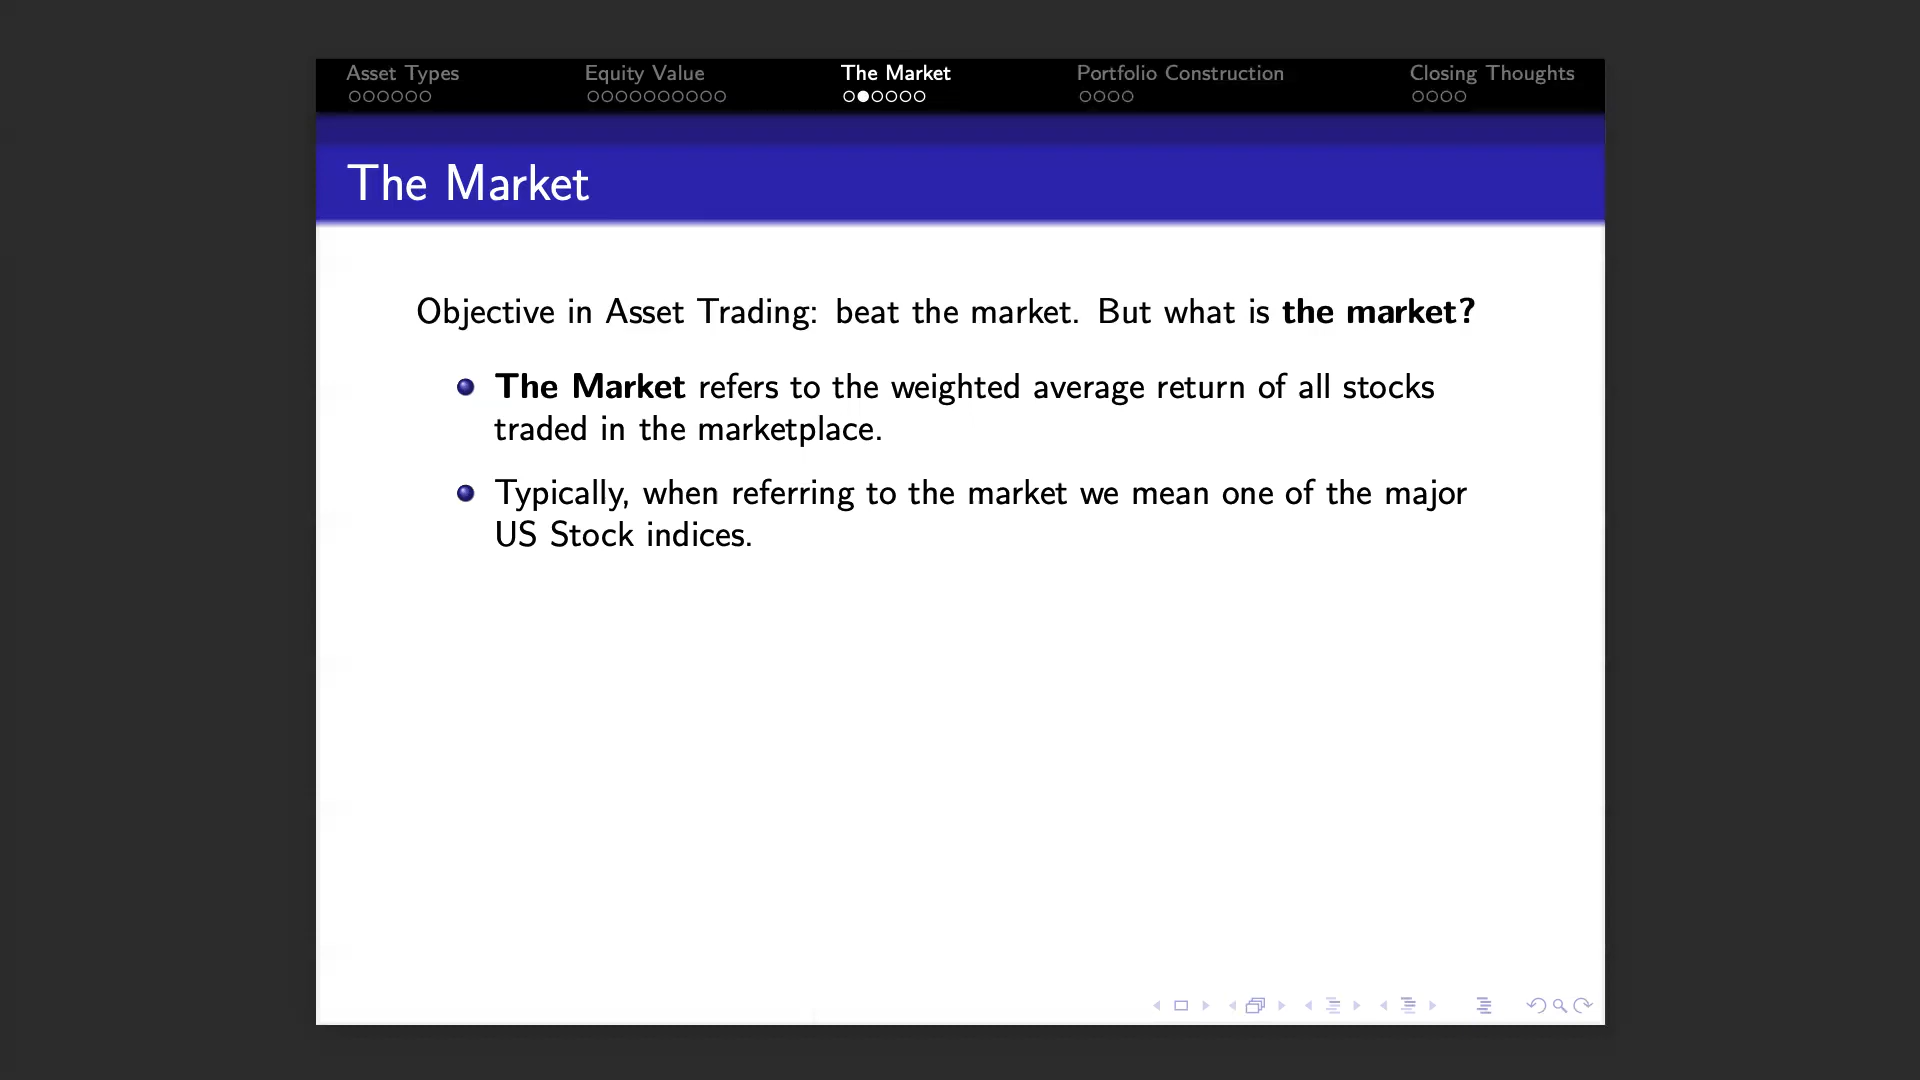 Asset Types Equity Value The Market Portfolio Construction Closing Thoughts
The Market
Objective in Asset Trading: beat the market. But what is the market?
The Market refers to the weighted average return of all stocks
traded in the marketplace.
Typically, when referring to the market we mean one of the major
US Stock indices.